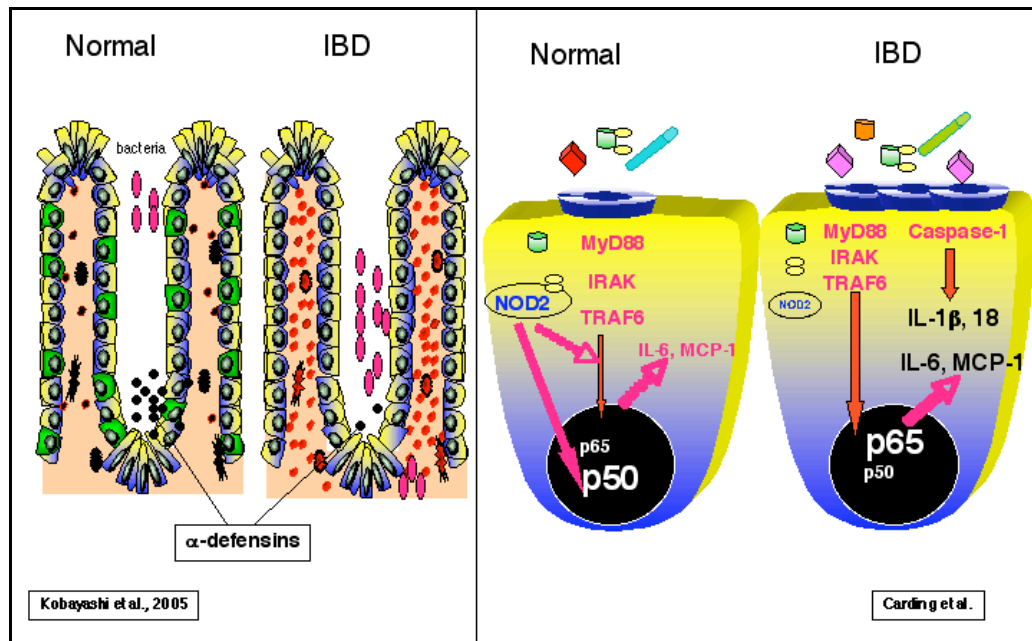 Normal
IBD
bacteria
α-defensins
Kobayashi et al., 2005
Normal
IBD
MyD88
IRAK
NOD2
TRAF6
IL-6, MCP-1
p65
p50
MyD88
Caspase-1
IRAK
TRAF6
NOD2
IL-1β, 18
IL-6, MCP-1
p65
p50
Carding et al.